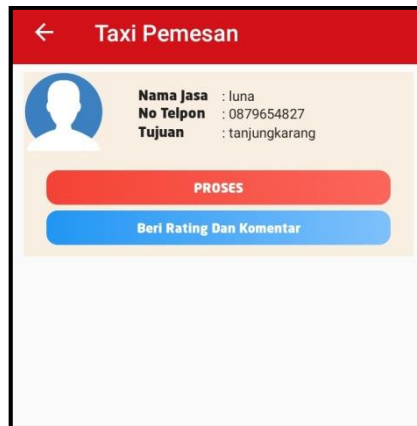 Taxi Pemesan
Nama Jasa : luna
No Telpon : 0879654827
Tujuan : tanjungkarang
PROSES
Beri Rating Dan Komentar